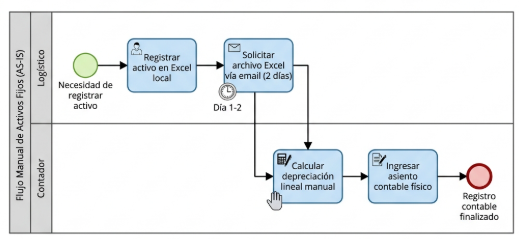 Flujo Manual de Activos Fijos (AS-IS)
Logístico
Necesidad de
registrar
activo
Registrar
activo en Excel
local
Solicitar
archivo Excel
vía email (2 días)
Día 1-2
Contador
Calcular
depreciación
lineal manual
Ingresar
asiento
contable físico
Registro
contable
finalizado